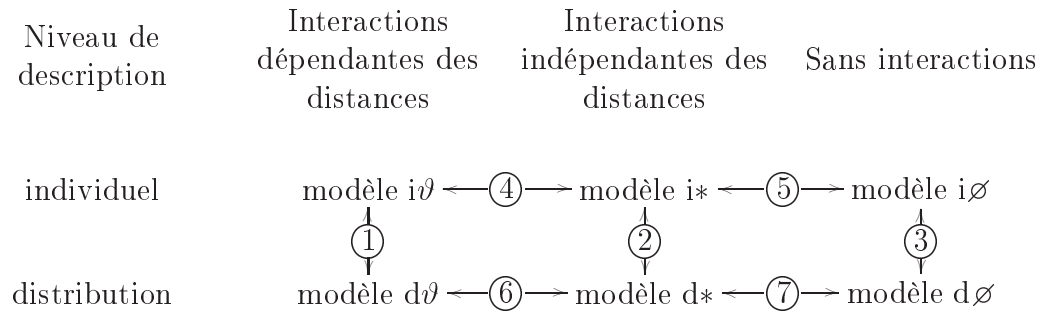 Niveau de
description
Interactions
dépendantes des
distances
Interactions
indépendantes des
distances
Sans interactions
individuel modèle iϑ 4 modèle i∗ 5 modèle i∅
1 2 3
distribution modèle dϑ 6 modèle d∗ 7 modèle d∅